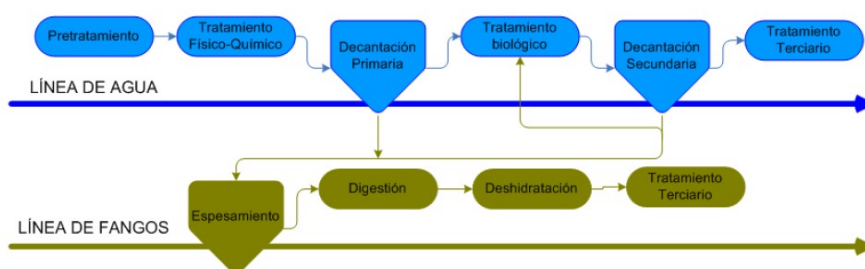 Pretratamiento
Tratamiento
Físico-Químico
Decantación
Primaria
Tratamiento
biológico
Decantación
Secundaria
Tratamiento
Terciario
LÍNEA DE AGUA
Espesamiento
Digestión
Deshidratación
Tratamiento
Terciario
LÍNEA DE FANGOS